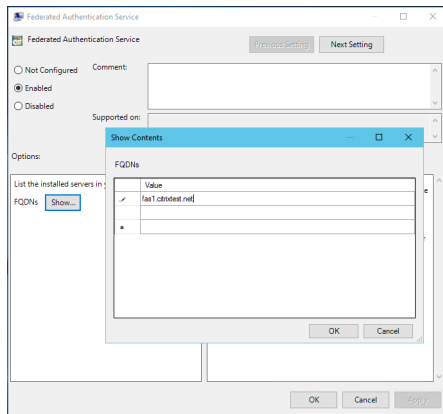 Federated Authentication Service
Federated Authentication Service
Previous Setting
Next Setting
Not Configured
Comment:
Enabled
Disabled
Supported on:
Options:
Show Contents
FQDNs
Value
fas1.citrixtest.net
OK
Cancel
List the installed servers in
FQDNs
Show...
OK
Cancel
Apply